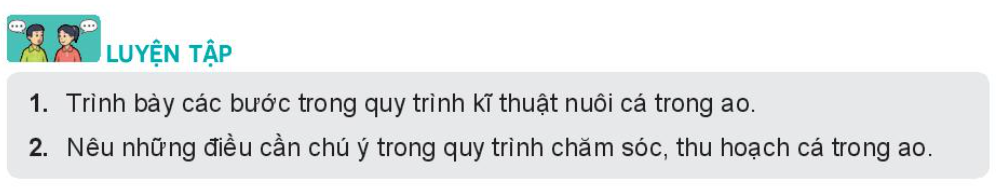 LUYỆN TẬP
1. Trình bày các bước trong quy trình kĩ thuật nuôi cá trong ao.
2. Nêu những điều cần chú ý trong quy trình chăm sóc, thu hoạch cá trong ao.